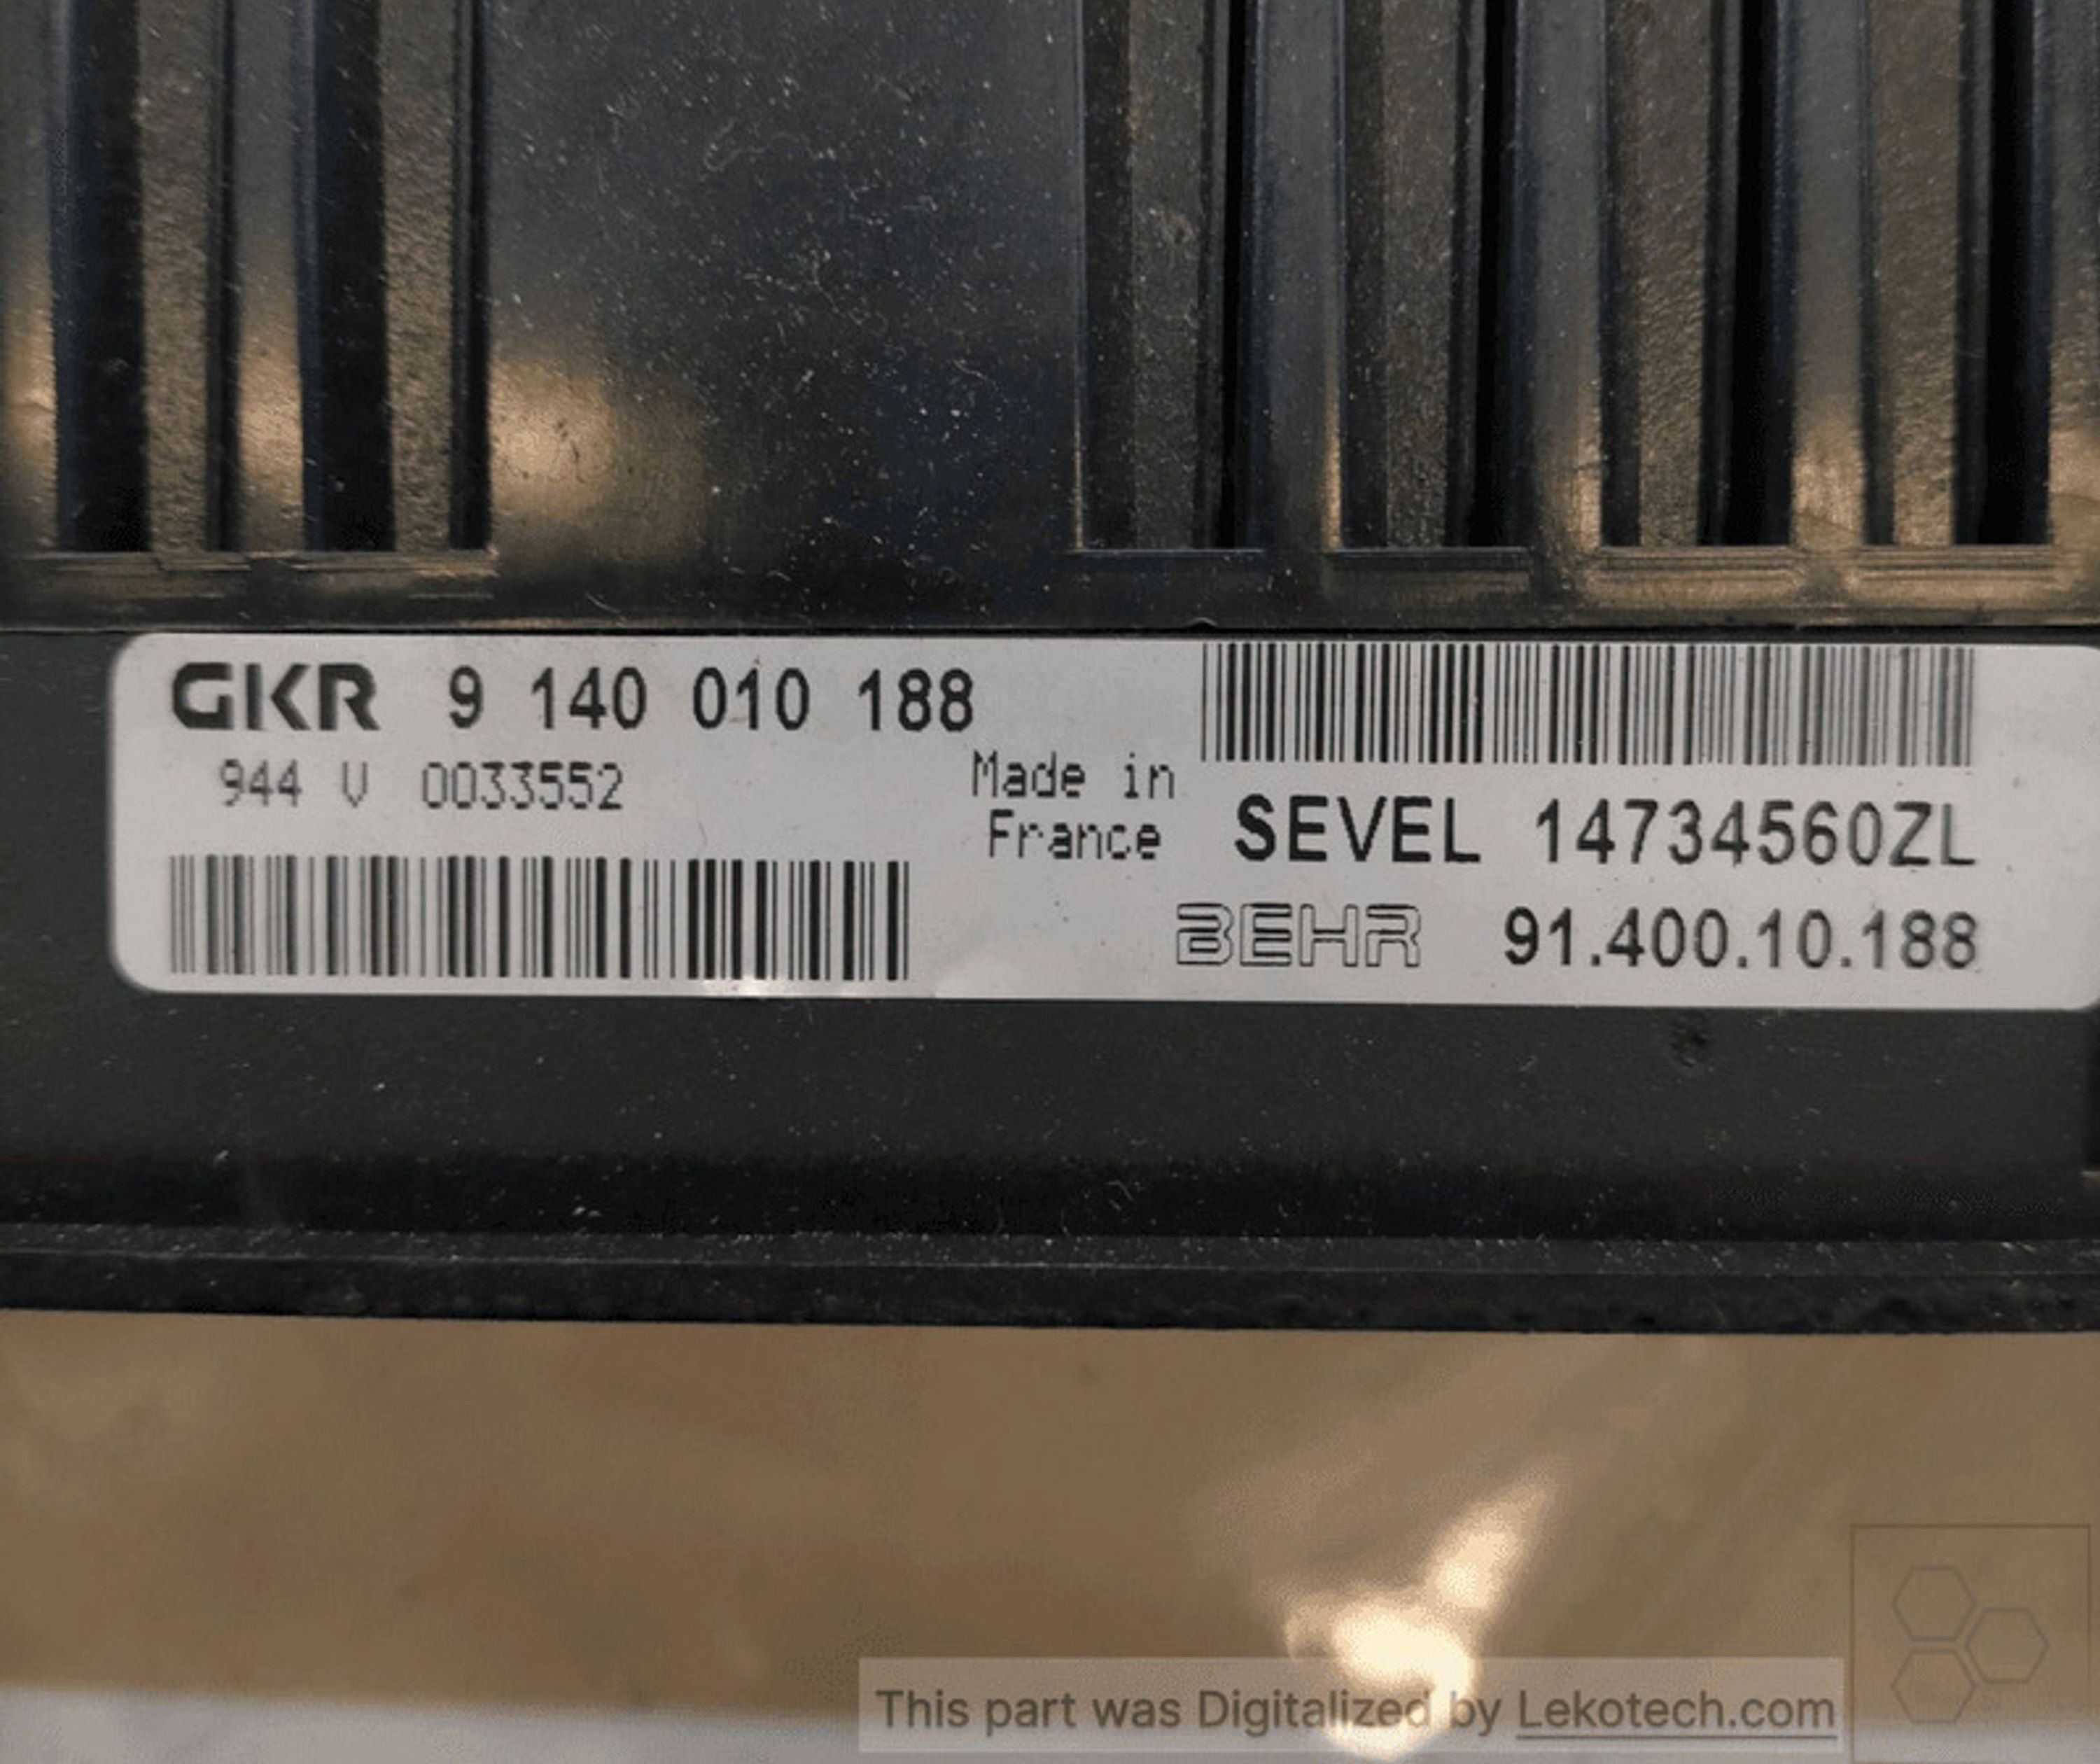 GKR 9 140 010 188
944 V 0033552
Made in
France
SEVEL 14734560ZL
BEHR 91.400.10.188
This part was Digitalized by Lekotech.com